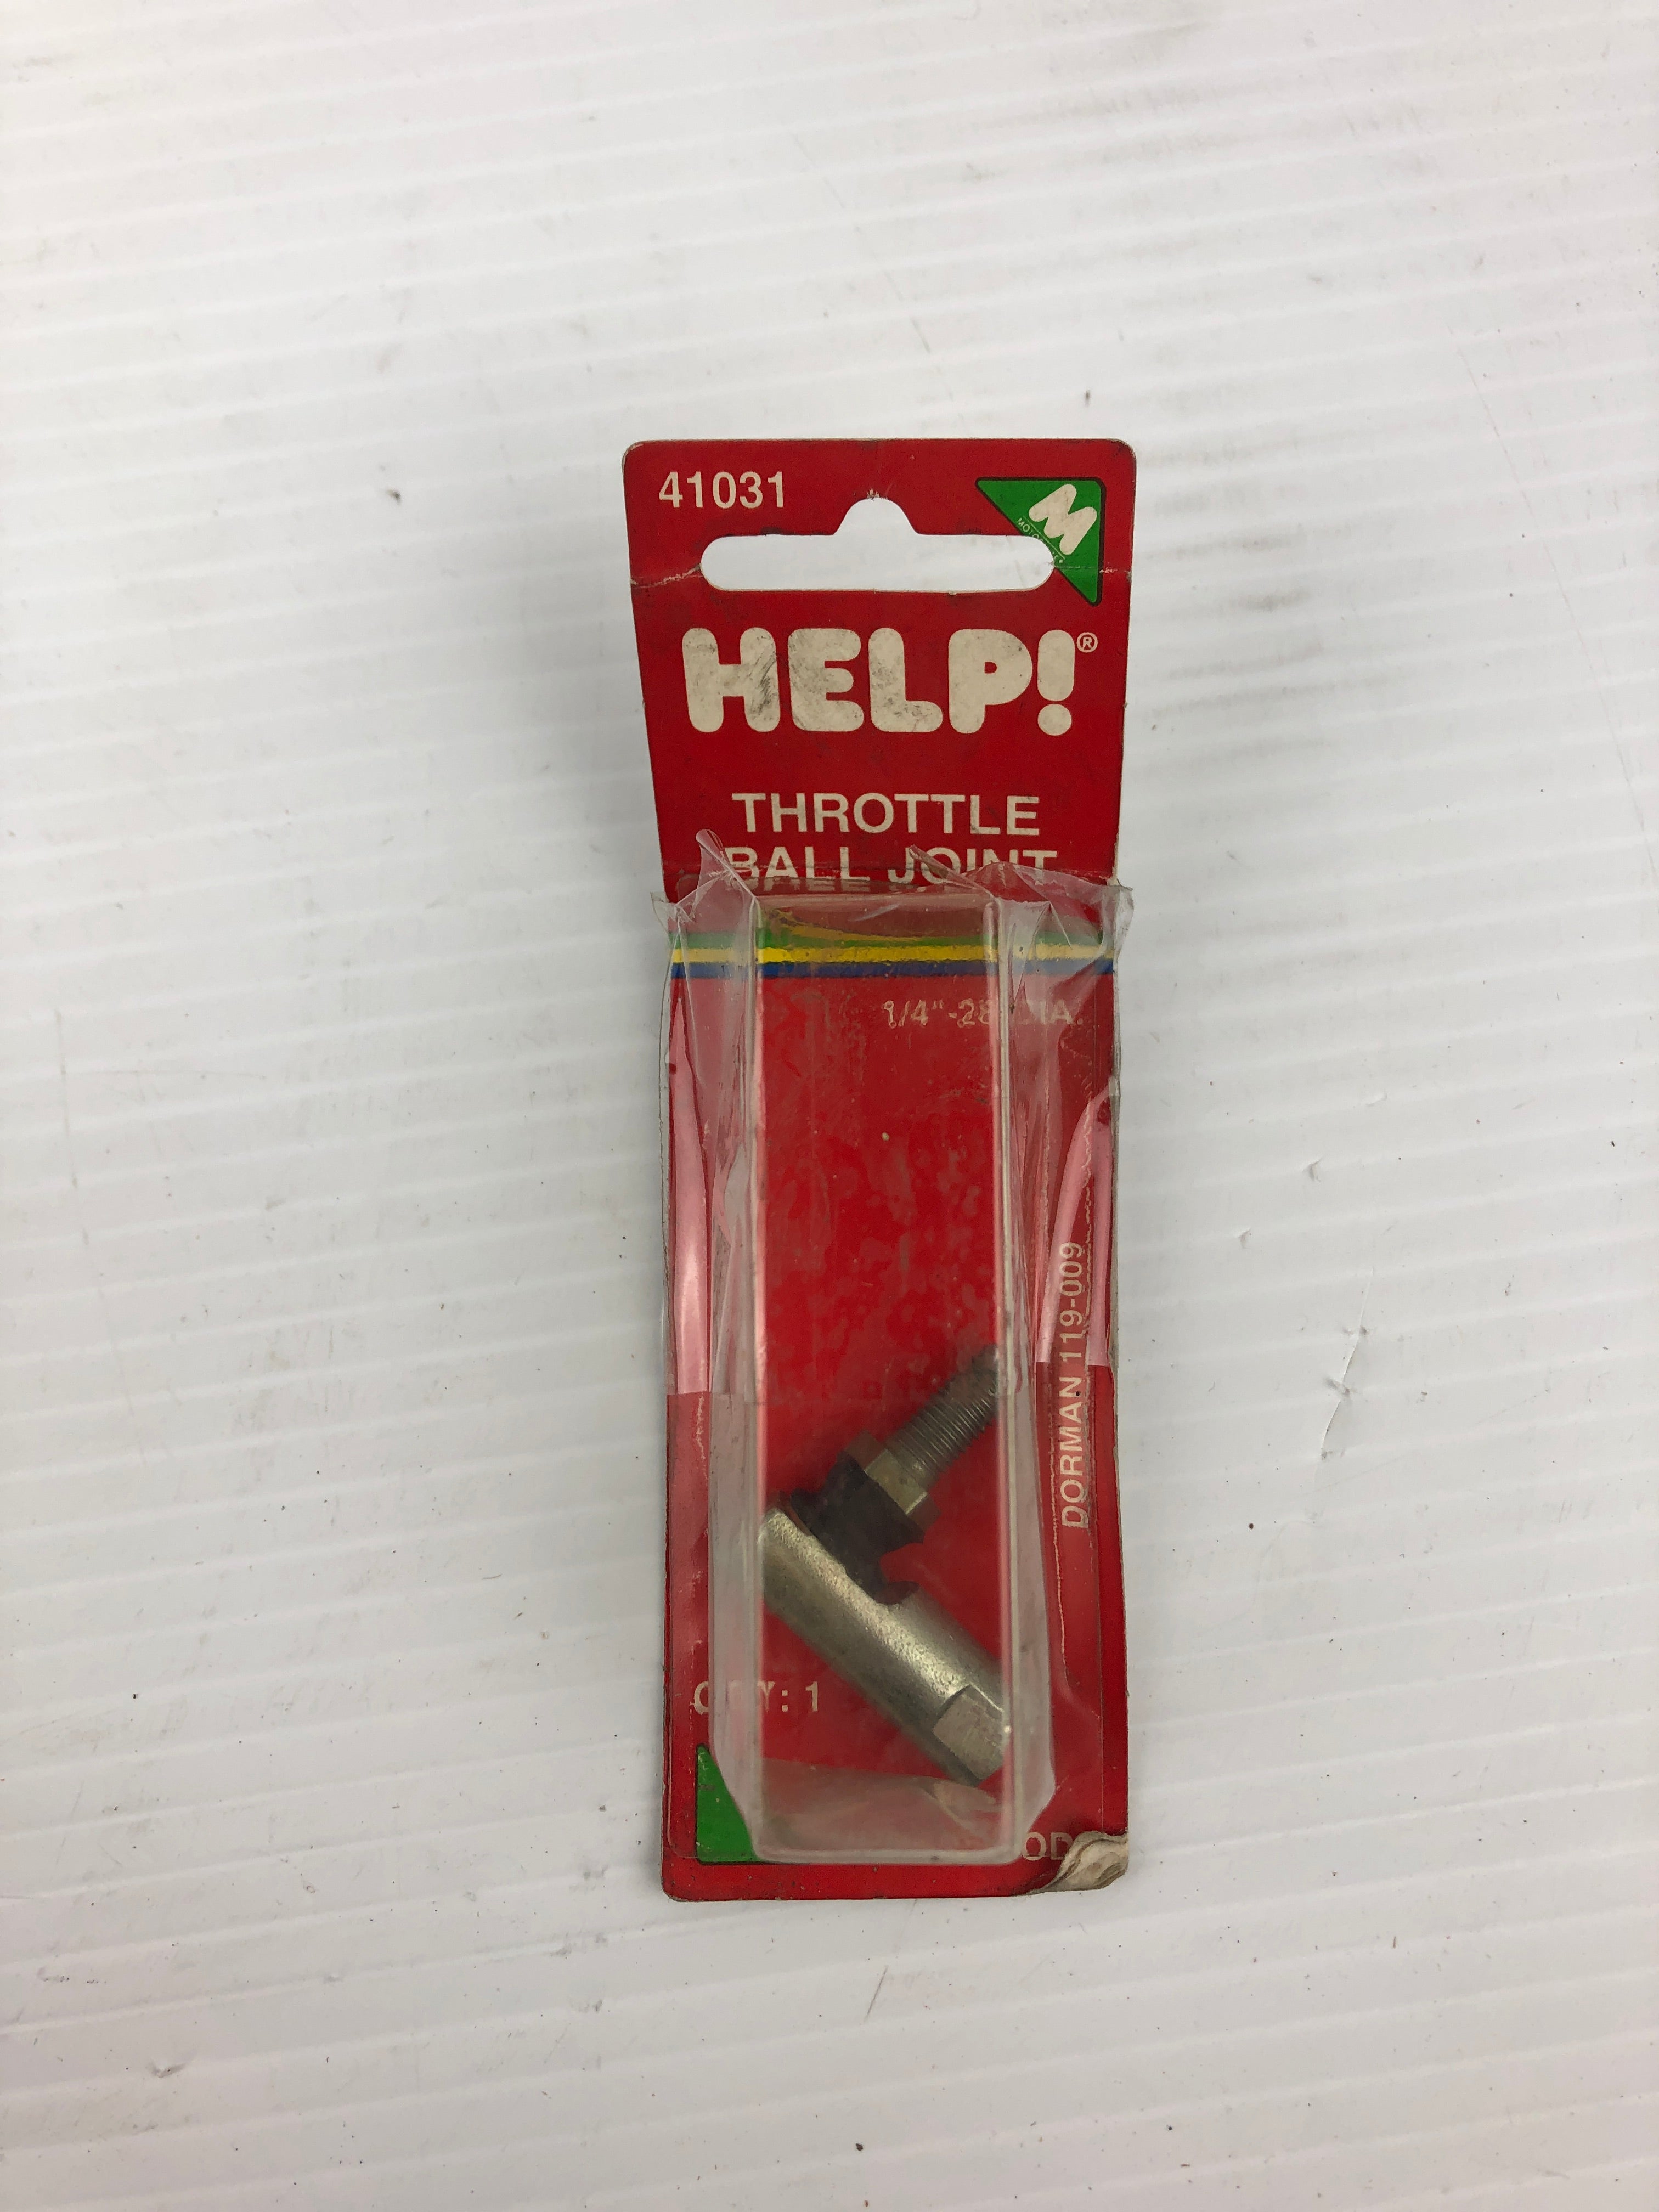 41031
M
HELP!®
THROTTLE
BALL JOINT
1/4"-28 DIA.
DORMAN 119-009
QTY: 1